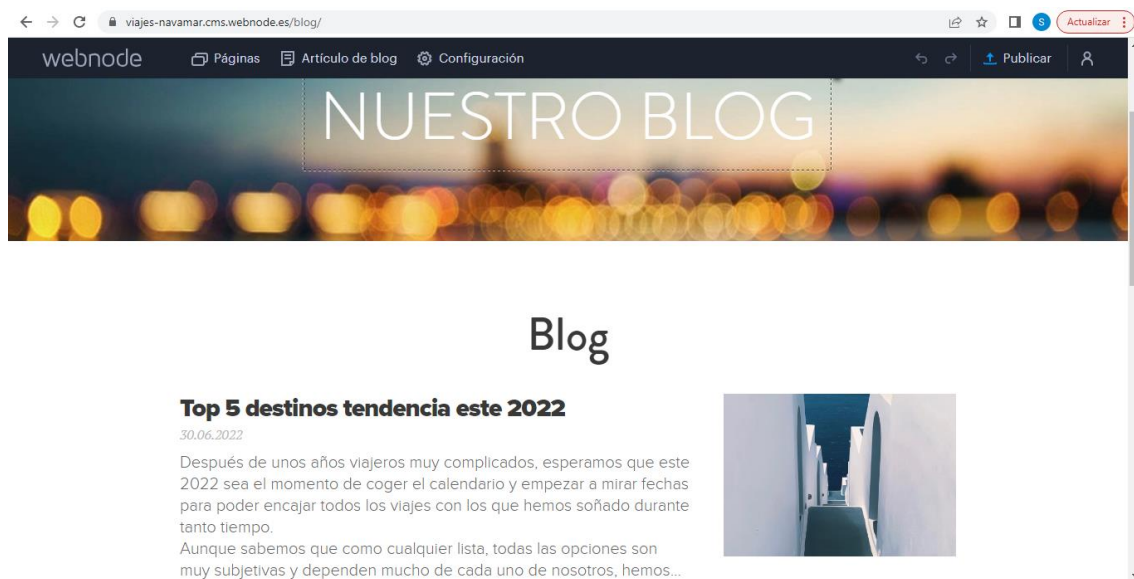 viajes-navamar.cms.webnode.es/blog/
S
Actualizar
webnode
Páginas
Artículo de blog
Configuración
Publicar
NUESTRO BLOG
Blog
Top 5 destinos tendencia este 2022
30.06.2022
Después de unos años viajeros muy complicados, esperamos que este
2022 sea el momento de coger el calendario y empezar a mirar fechas
para poder encajar todos los viajes con los que hemos soñado durante
tanto tiempo.
Aunque sabemos que como cualquier lista, todas las opciones son
muy subjetivas y dependen mucho de cada uno de nosotros, hemos...